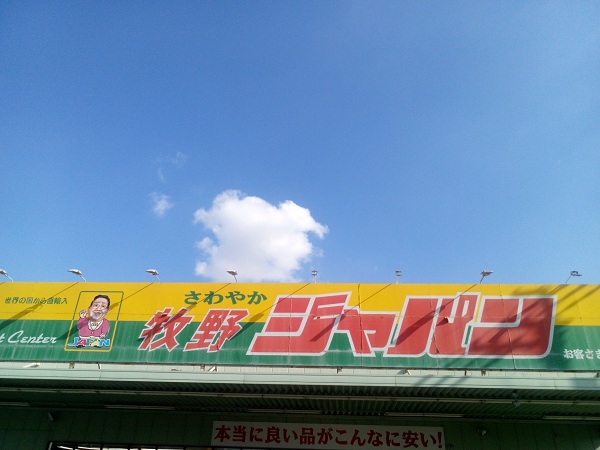 世界の国から直輸入
t Center
JAPAN
さわやか
牧野ジャパン
お客さま
本当に良い品がこんなに安い!